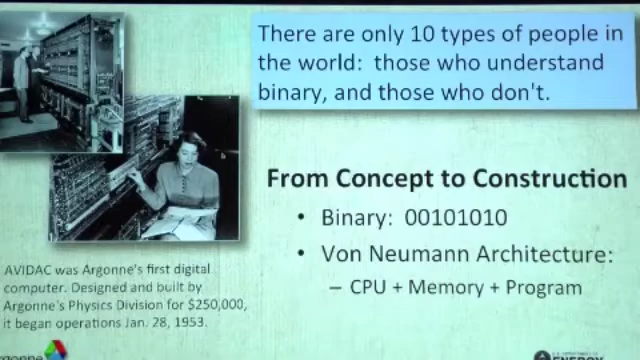 There are only 10 types of people in
the world: those who understand
binary, and those who don't.
From Concept to Construction
• Binary: 00101010
• Von Neumann Architecture:
– CPU + Memory + Program
AVIDAC was Argonne's first digital
computer. Designed and built by
Argonne's Physics Division for $250,000,
it began operations Jan. 28, 1953.
ENERGY